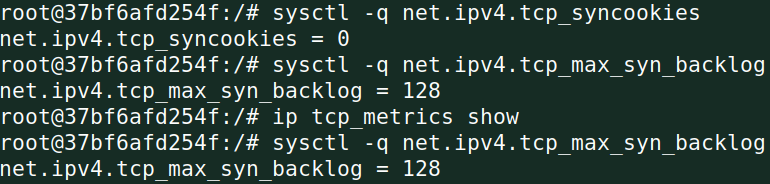 root@37bf6afd254f:/# sysctl -q net.ipv4.tcp_syncookies
net.ipv4.tcp_syncookies = 0
root@37bf6afd254f:/# sysctl -q net.ipv4.tcp_max_syn_backlog
net.ipv4.tcp_max_syn_backlog = 128
root@37bf6afd254f:/# ip tcp_metrics show
root@37bf6afd254f:/# sysctl -q net.ipv4.tcp_max_syn_backlog
net.ipv4.tcp_max_syn_backlog = 128